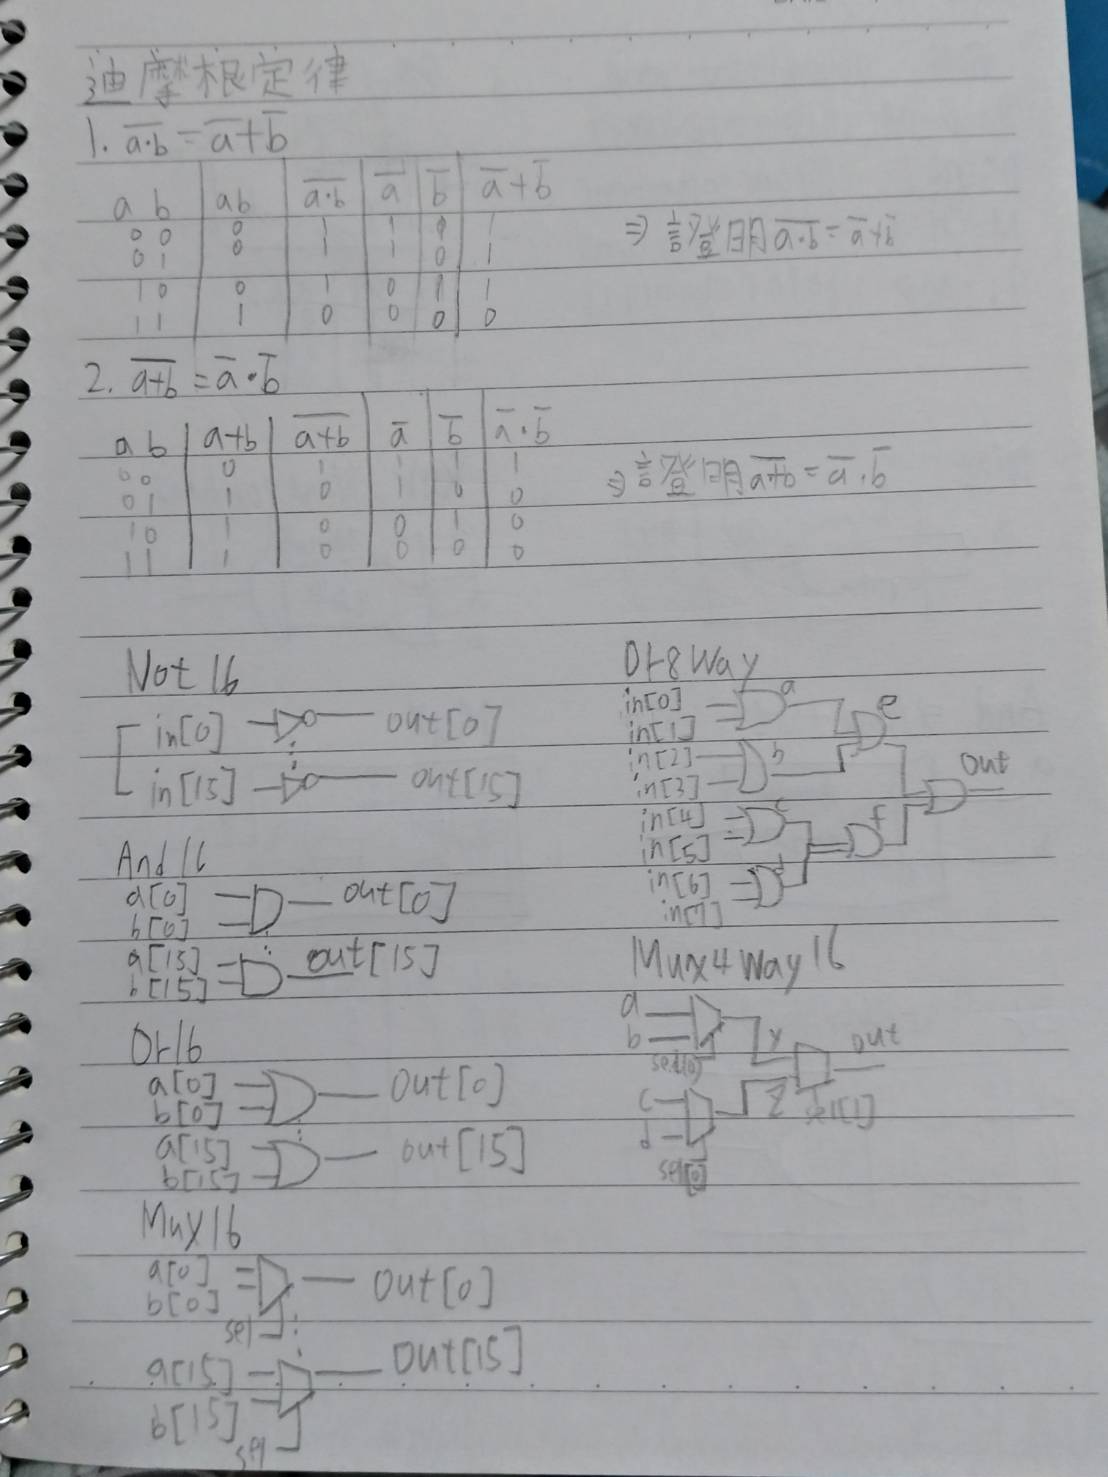 迪摩根定律
1. \overline{a·b} = \overline{a} + \overline{b}
a b | ab | \overline{a·b} | \overline{a} | \overline{b} | \overline{a} + \overline{b}
0 0 | 0 | 1 | 1 | 1 | 1
0 1 | 0 | 1 | 1 | 0 | 1
1 0 | 0 | 1 | 0 | 1 | 1
1 1 | 1 | 0 | 0 | 0 | 0
⇒ 證明 \overline{a·b} = \overline{a} + \overline{b}
2. \overline{a+b} = \overline{a}·\overline{b}
a b | a+b | \overline{a+b} | \overline{a} | \overline{b} | \overline{a}·\overline{b}
0 0 | 0 | 1 | 1 | 1 | 1
0 1 | 1 | 0 | 1 | 0 | 0
1 0 | 1 | 0 | 0 | 1 | 0
1 1 | 1 | 0 | 0 | 0 | 0
⇒ 證明 \overline{a+b} = \overline{a}·\overline{b}
Not16
in[0] out[0]
in[15] out[15]
And16
a[0] out[0]
b[0]
a[15] out[15]
b[15]
Or16
a[0] out[0]
b[0]
a[15] out[15]
b[15]
Mux16
a[0] out[0]
b[0]
sel
a[15] out[15]
b[15]
sel
Or8Way
in[0] a
in[1] e
in[2] b
in[3] out
in[4] c
in[5] f
in[6] d
in[7]
Mux4Way16
a
b y out
sel[0]
c z sel[1]
d
sel[0]